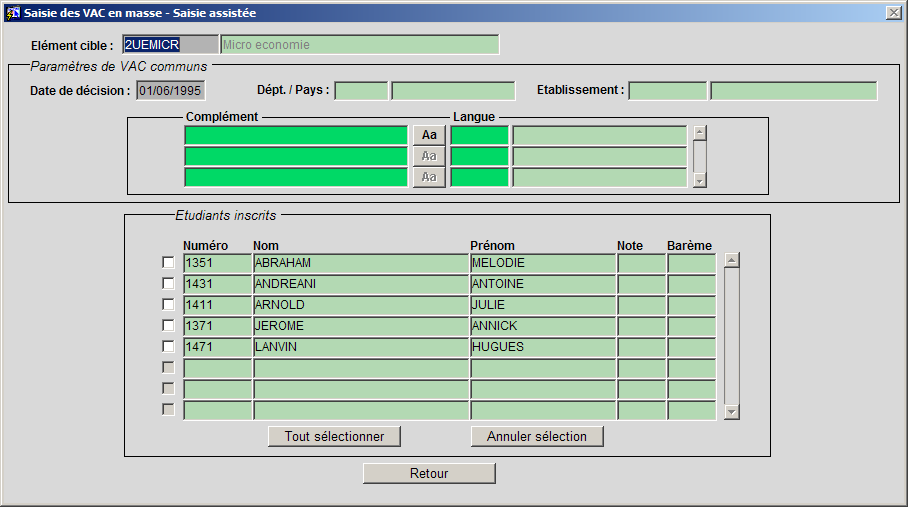 Saisie des VAC en masse - Saisie assistée
Elément cible : 2UEMICR Micro economie
Paramètres de VAC communs
Date de décision : 01/06/1995 Dépt. / Pays : Etablissement :
Complément Langue
Aa
Aa
Aa
Etudiants inscrits
Numéro Nom Prénom Note Barème
1351 ABRAHAM MELODIE
1431 ANDREANI ANTOINE
1411 ARNOLD JULIE
1371 JEROME ANNICK
1471 LANVIN HUGUES
Tout sélectionner Annuler sélection
Retour